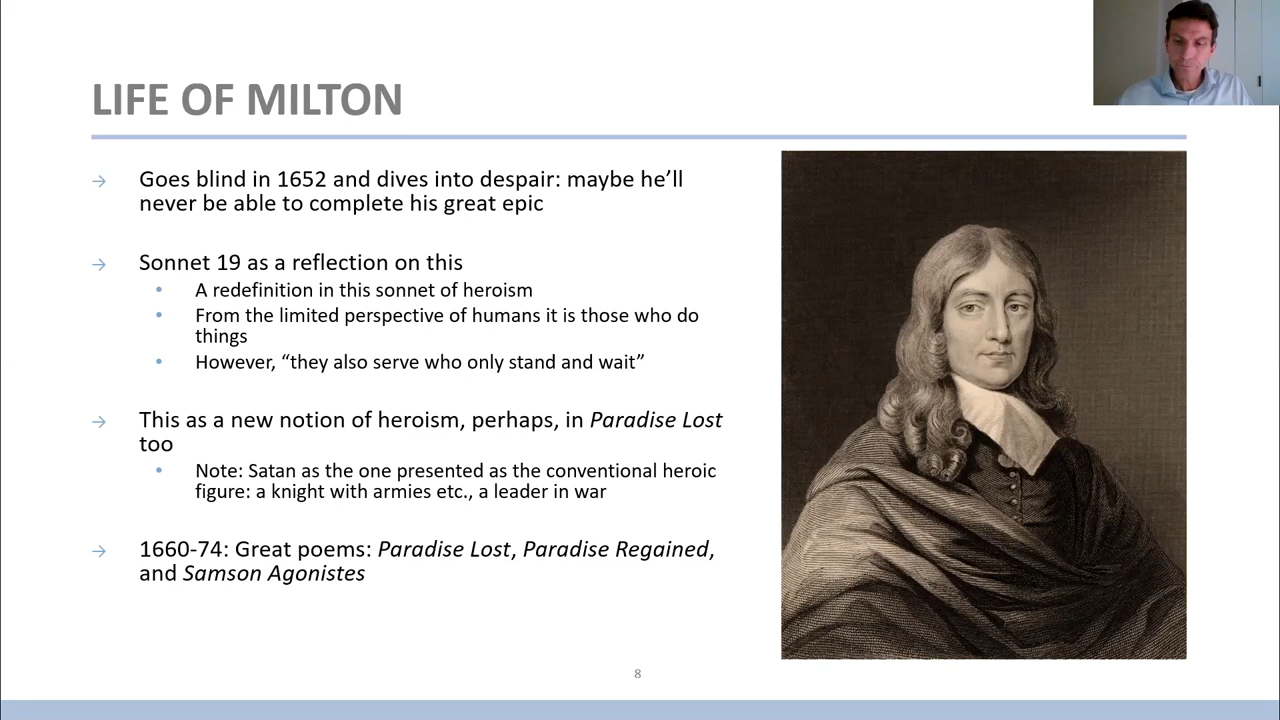 LIFE OF MILTON
→ Goes blind in 1652 and dives into despair: maybe he’ll
never be able to complete his great epic
→ Sonnet 19 as a reflection on this
• A redefinition in this sonnet of heroism
• From the limited perspective of humans it is those who do
things
• However, “they also serve who only stand and wait”
→ This as a new notion of heroism, perhaps, in Paradise Lost
too
• Note: Satan as the one presented as the conventional heroic
figure: a knight with armies etc., a leader in war
→ 1660-74: Great poems: Paradise Lost, Paradise Regained,
and Samson Agonistes
8